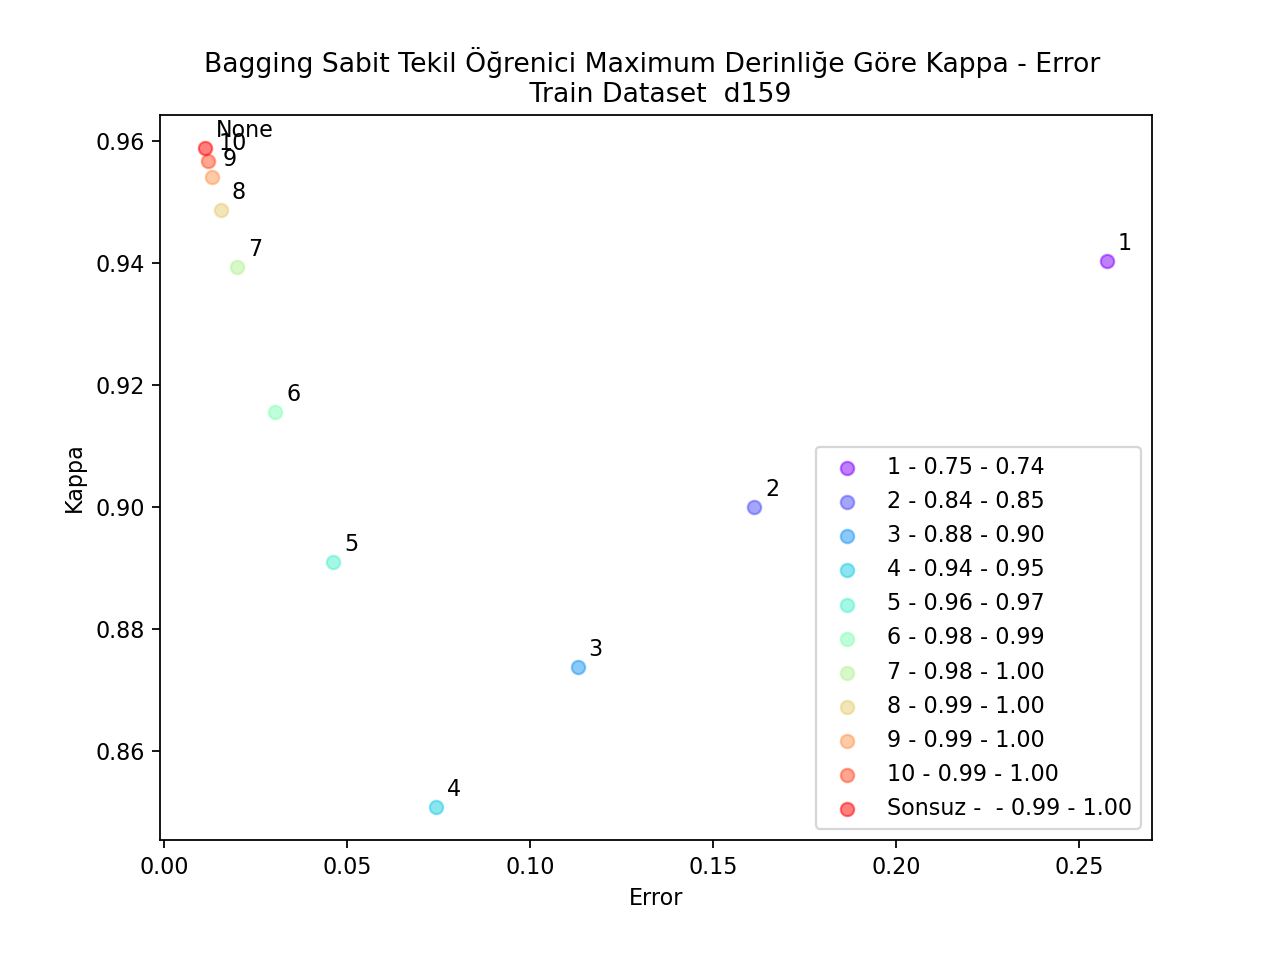 Bagging Sabit Tekil Öğrenici Maximum Derinliğe Göre Kappa - Error
Train Dataset  d159
None
10
9
8
7
6
5
4
3
2
1
0.96
0.94
0.92
0.90
0.88
0.86
Kappa
1 - 0.75 - 0.74
2 - 0.84 - 0.85
3 - 0.88 - 0.90
4 - 0.94 - 0.95
5 - 0.96 - 0.97
6 - 0.98 - 0.99
7 - 0.98 - 1.00
8 - 0.99 - 1.00
9 - 0.99 - 1.00
10 - 0.99 - 1.00
Sonsuz -  - 0.99 - 1.00
0.00 0.05 0.10 0.15 0.20 0.25
Error